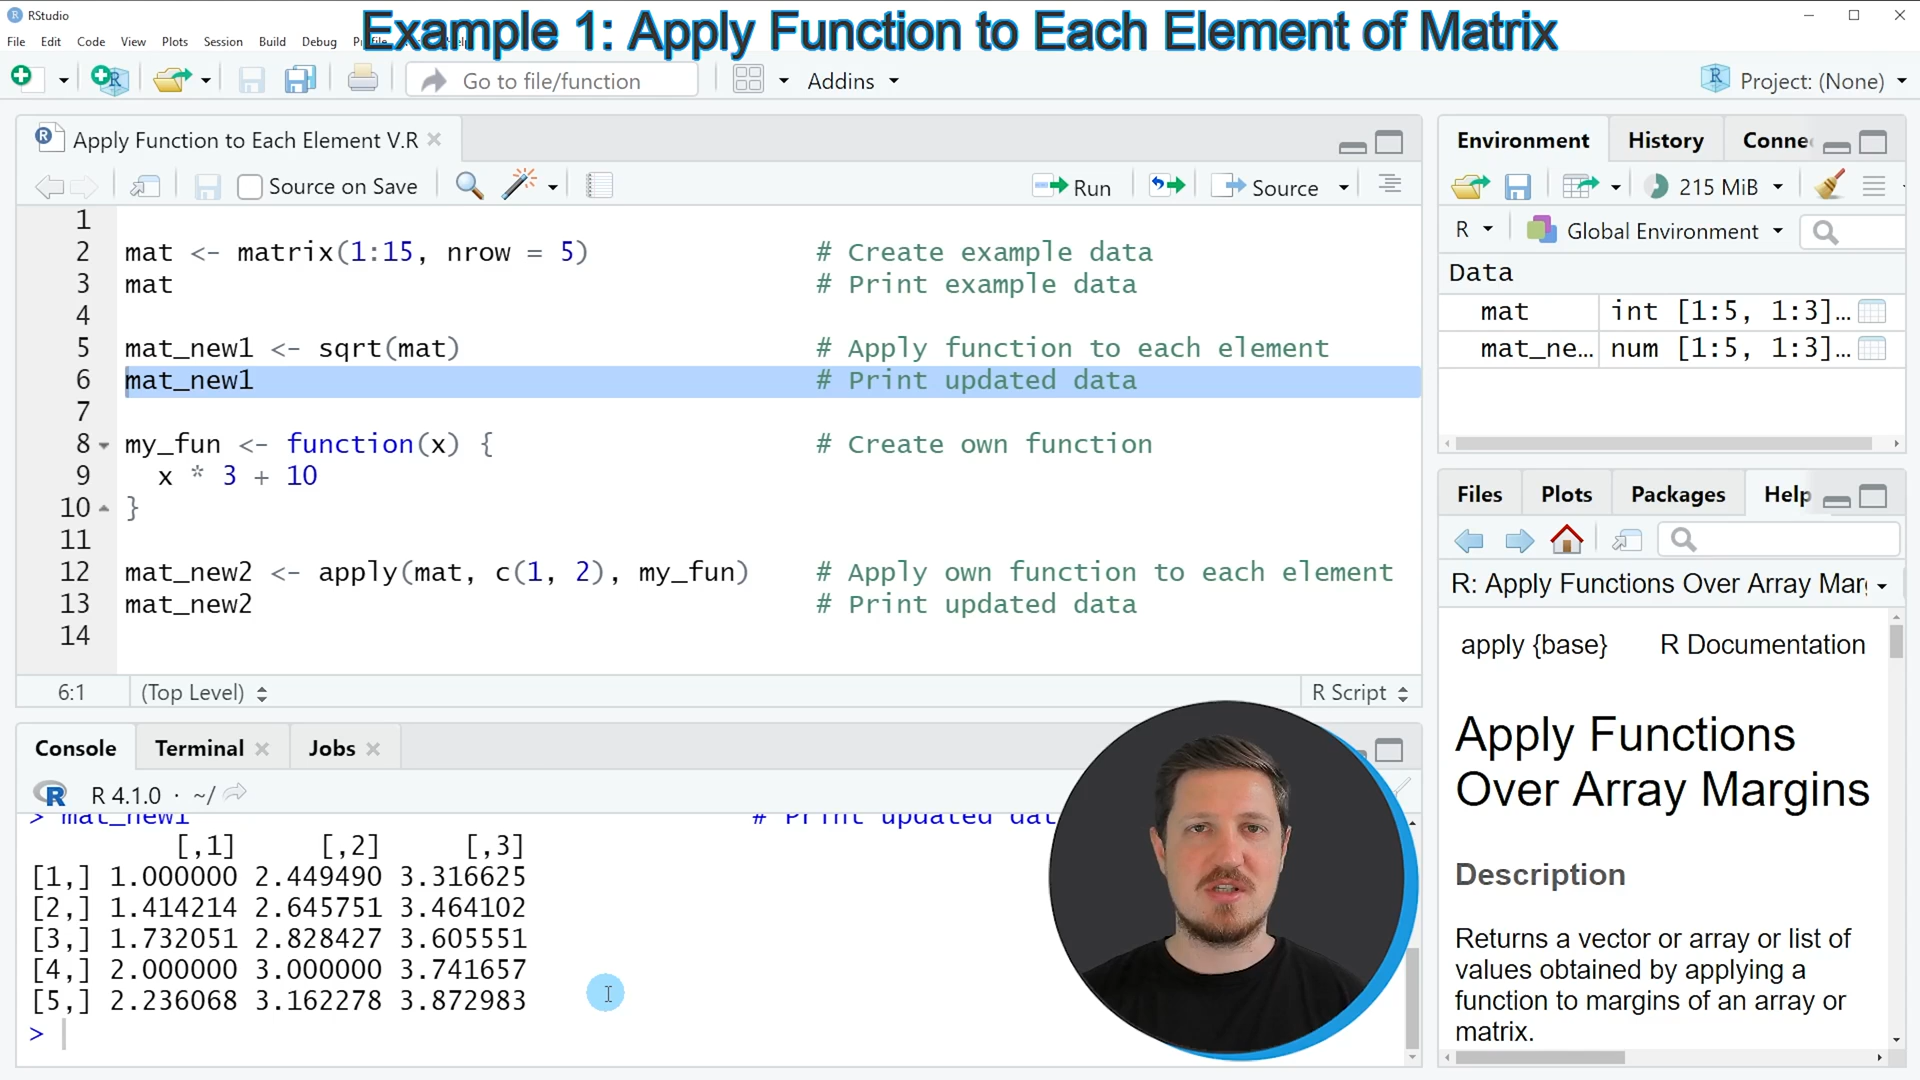 RStudio
Example 1: Apply Function to Each Element of Matrix
File Edit Code View Plots Session Build Debug
Go to file/function Addins Project: (None)
Apply Function to Each Element V.R
Source on Save Run Source
1
2 mat <- matrix(1:15, nrow = 5) # Create example data
3 mat # Print example data
4
5 mat_new1 <- sqrt(mat) # Apply function to each element
6 mat_new1 # Print updated data
7
8 my_fun <- function(x) { # Create own function
9 x * 3 + 10
10 }
11
12 mat_new2 <- apply(mat, c(1, 2), my_fun) # Apply own function to each element
13 mat_new2 # Print updated data
14
6:1 (Top Level) R Script
Console Terminal Jobs
R 4.1.0 · ~/
> mat_new1 # Print updated dat
[,1] [,2] [,3]
[1,] 1.000000 2.449490 3.316625
[2,] 1.414214 2.645751 3.464102
[3,] 1.732051 2.828427 3.605551
[4,] 2.000000 3.000000 3.741657
[5,] 2.236068 3.162278 3.872983
>
Environment History Conne
215 MiB
R Global Environment
Data
mat int [1:5, 1:3]...
mat_ne... num [1:5, 1:3]...
Files Plots Packages Help
R: Apply Functions Over Array Mar
apply {base} R Documentation
Apply Functions
Over Array Margins
Description
Returns a vector or array or list of
values obtained by applying a
function to margins of an array or
matrix.